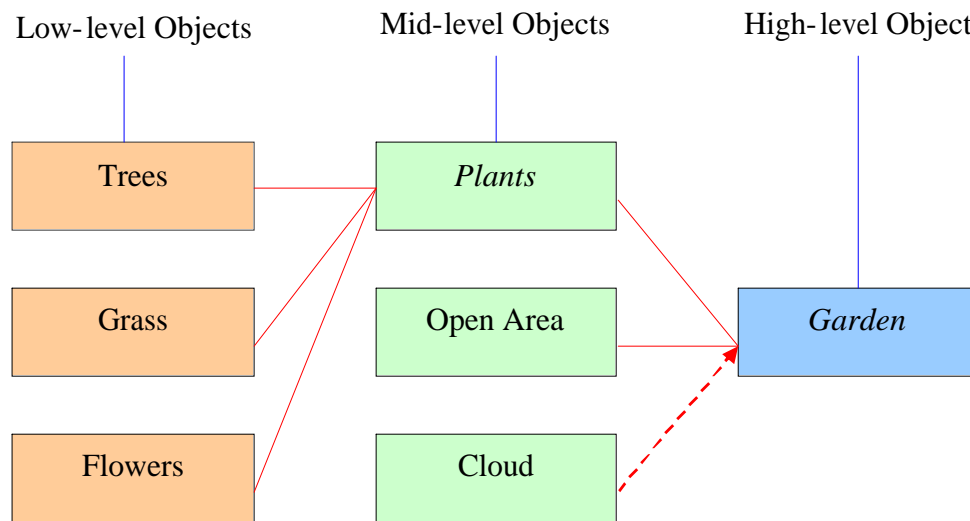 Low-level Objects
Mid-level Objects
High-level Object
Trees
Plants
Grass
Open Area
Garden
Flowers
Cloud